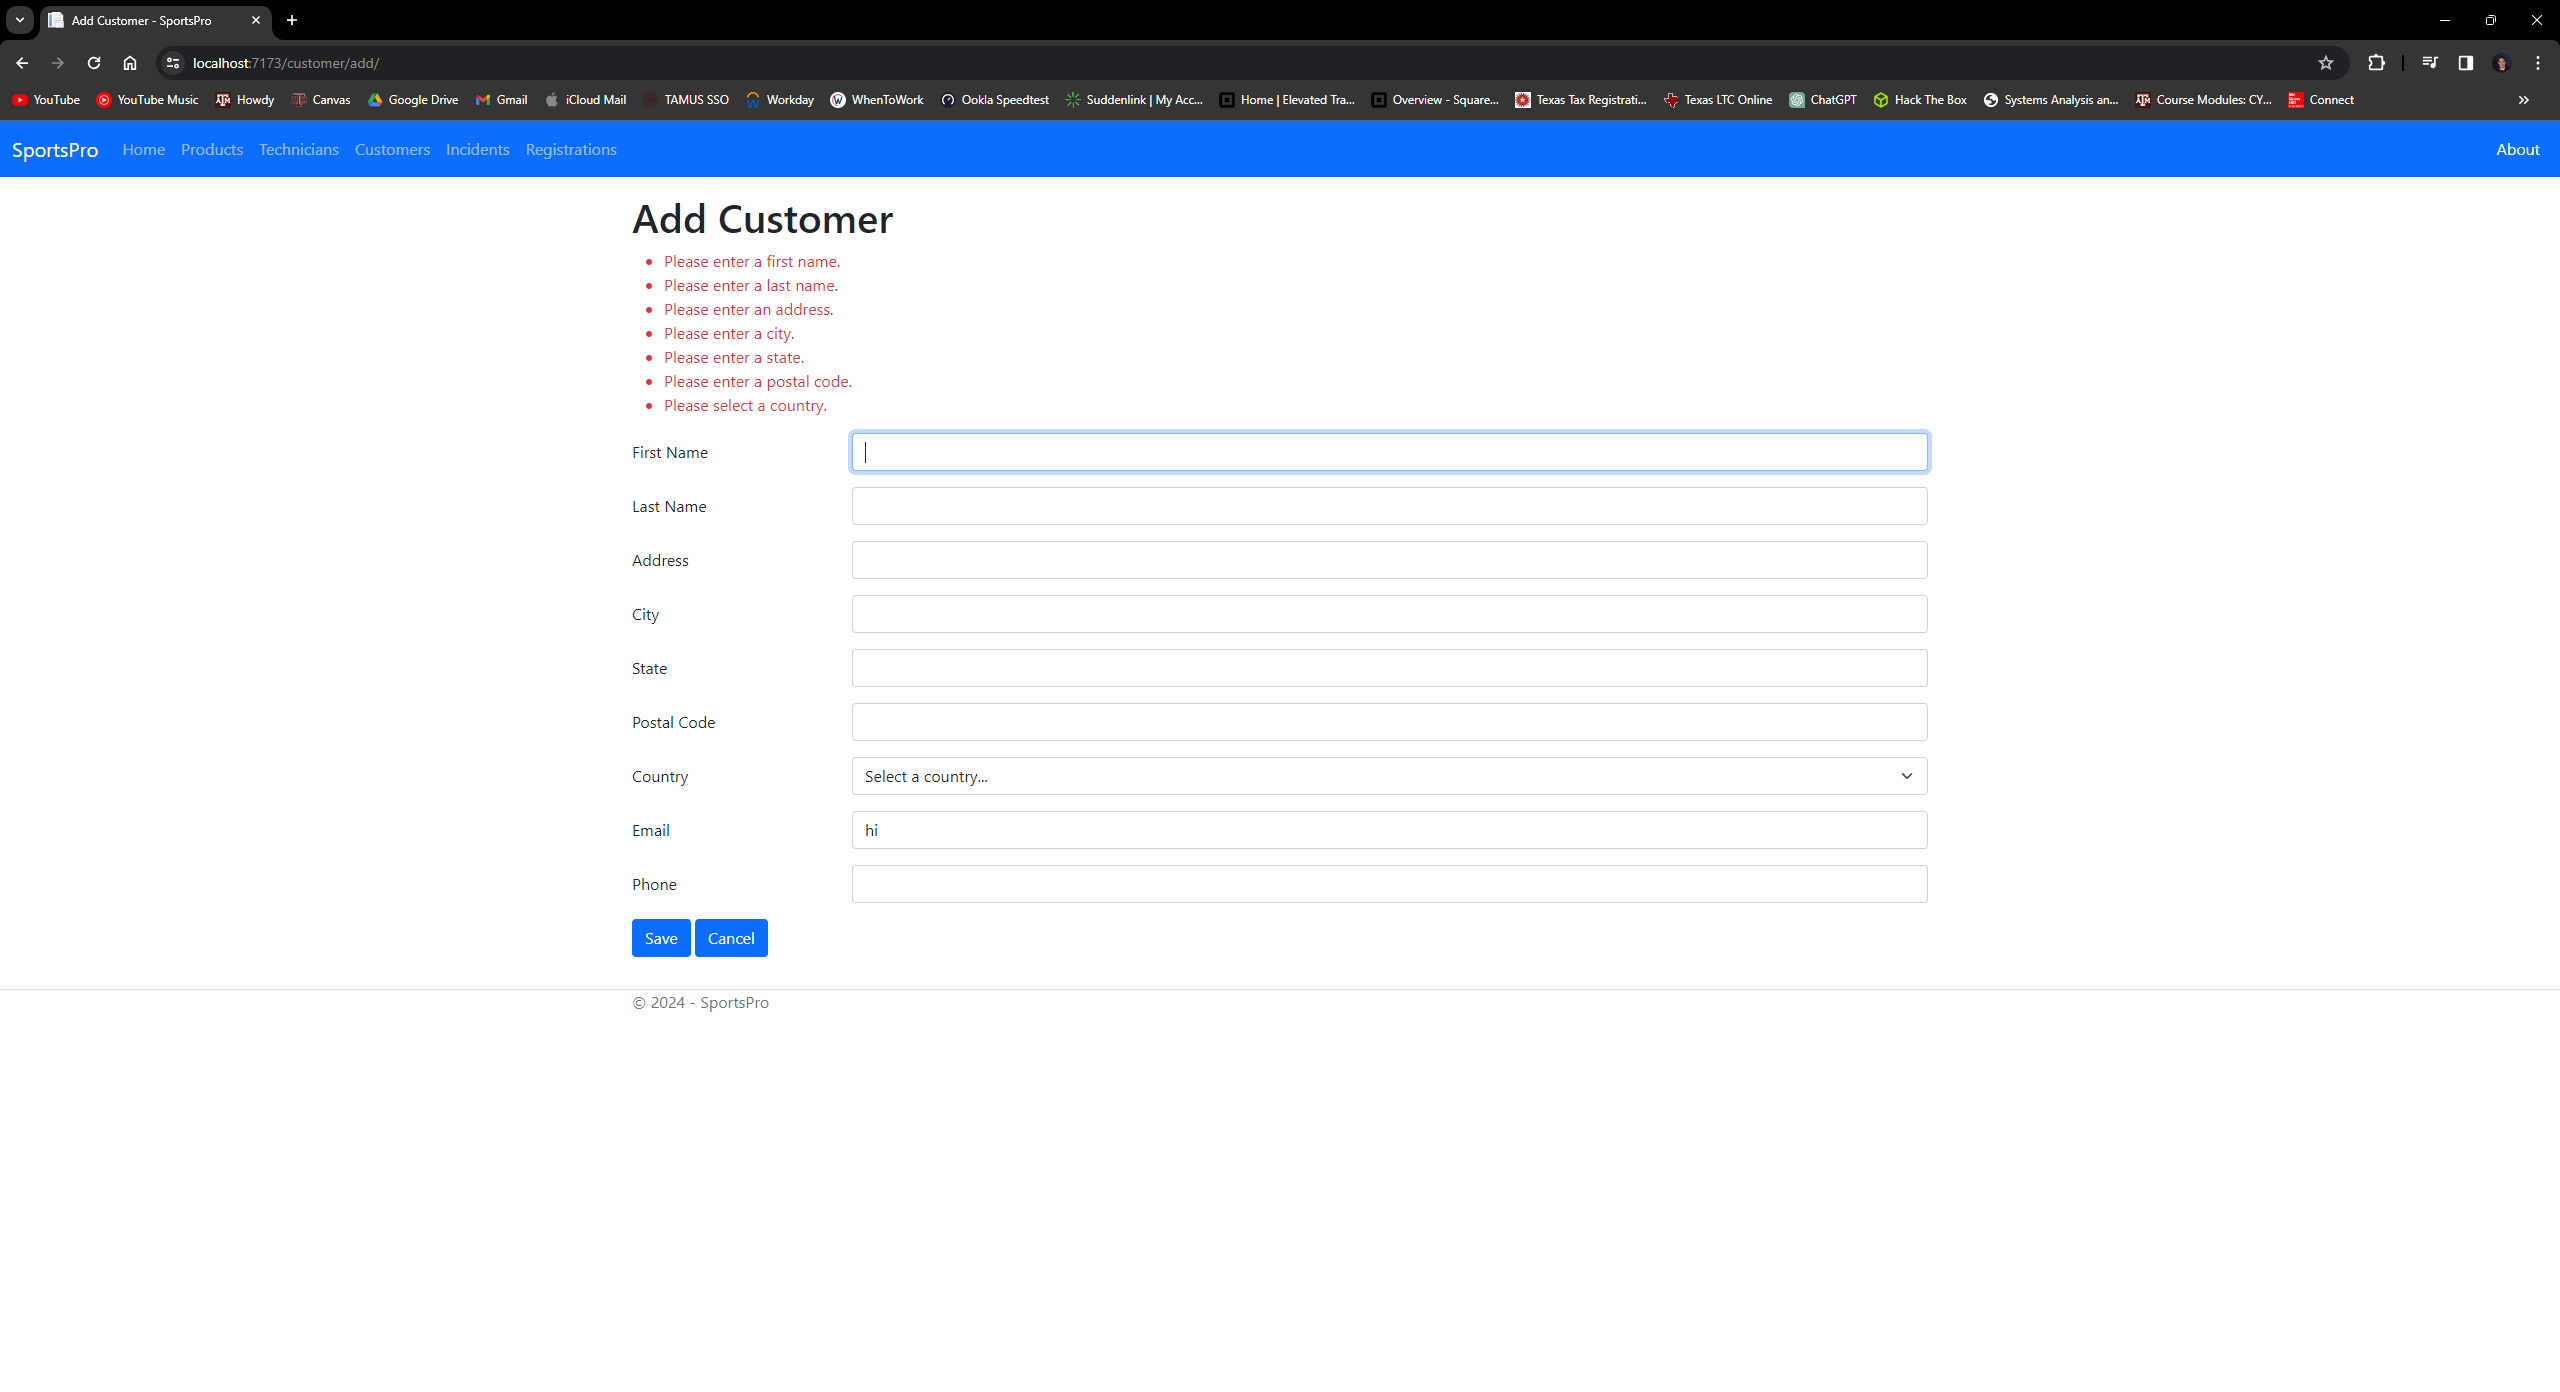 Add Customer - SportsPro
localhost:7173/customer/add/
YouTube YouTube Music Howdy Canvas Google Drive Gmail iCloud Mail TAMUS SSO Workday WhenToWork Ookla Speedtest Suddenlink | My Acc... Home | Elevated Tra... Overview - Square... Texas Tax Registrati... Texas LTC Online ChatGPT Hack The Box Systems Analysis an... Course Modules: CY... Connect
SportsPro Home Products Technicians Customers Incidents Registrations About
Add Customer
Please enter a first name.
Please enter a last name.
Please enter an address.
Please enter a city.
Please enter a state.
Please enter a postal code.
Please select a country.
First Name
Last Name
Address
City
State
Postal Code
Country Select a country...
Email hi
Phone
Save Cancel
© 2024 - SportsPro